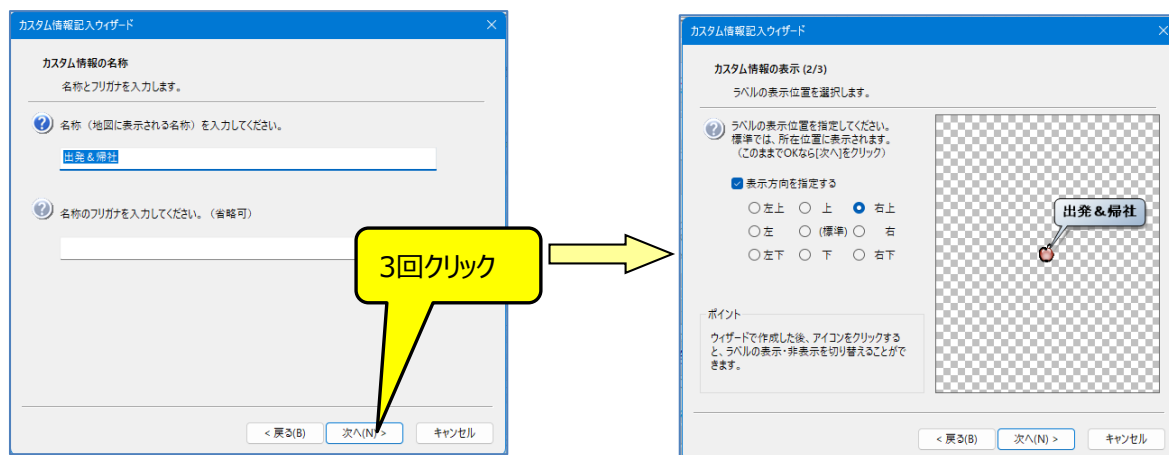 カスタム情報記入ウィザード
カスタム情報の名称
名称とフリガナを入力します。
名称（地図に表示される名称）を入力してください。
出発＆帰社
名称のフリガナを入力してください。（省略可）
3回クリック
< 戻る(B)
次へ(N) >
キャンセル
カスタム情報記入ウィザード
カスタム情報の表示 (2/3)
ラベルの表示位置を選択します。
ラベルの表示位置を指定してください。
標準では、所在位置に表示されます。
（このままでOKなら[次へ]をクリック）
表示方向を指定する
左上 上 右上
左 (標準) 右
左下 下 右下
出発＆帰社
ポイント
ウィザードで作成した後、アイコンをクリックする
と、ラベルの表示・非表示を切り替えることがで
きます。
< 戻る(B)
次へ(N) >
キャンセル